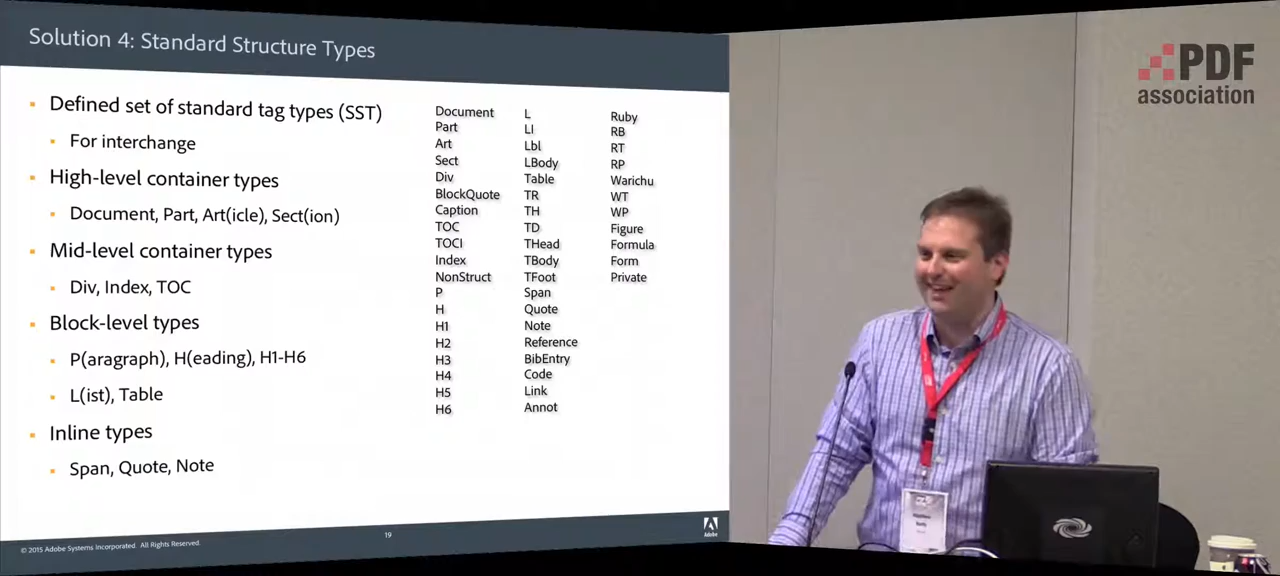 Solution 4: Standard Structure Types
Defined set of standard tag types (SST)
For interchange
High-level container types
Document, Part, Art(icle), Sect(ion)
Mid-level container types
Div, Index, TOC
Block-level types
P(aragraph), H(eading), H1-H6
L(ist), Table
Inline types
Span, Quote, Note
Document
Part
Art
Sect
Div
BlockQuote
Caption
TOC
TOCI
Index
NonStruct
P
H
H1
H2
H3
H4
H5
H6
L
LI
Lbl
LBody
Table
TR
TH
TD
THead
TBody
TFoot
Span
Quote
Note
Reference
BibEntry
Code
Link
Annot
Ruby
RB
RT
RP
Warichu
WT
WP
Figure
Formula
Form
Private
© 2015 Adobe Systems Incorporated. All Rights Reserved.
19
Adobe
PDF
association